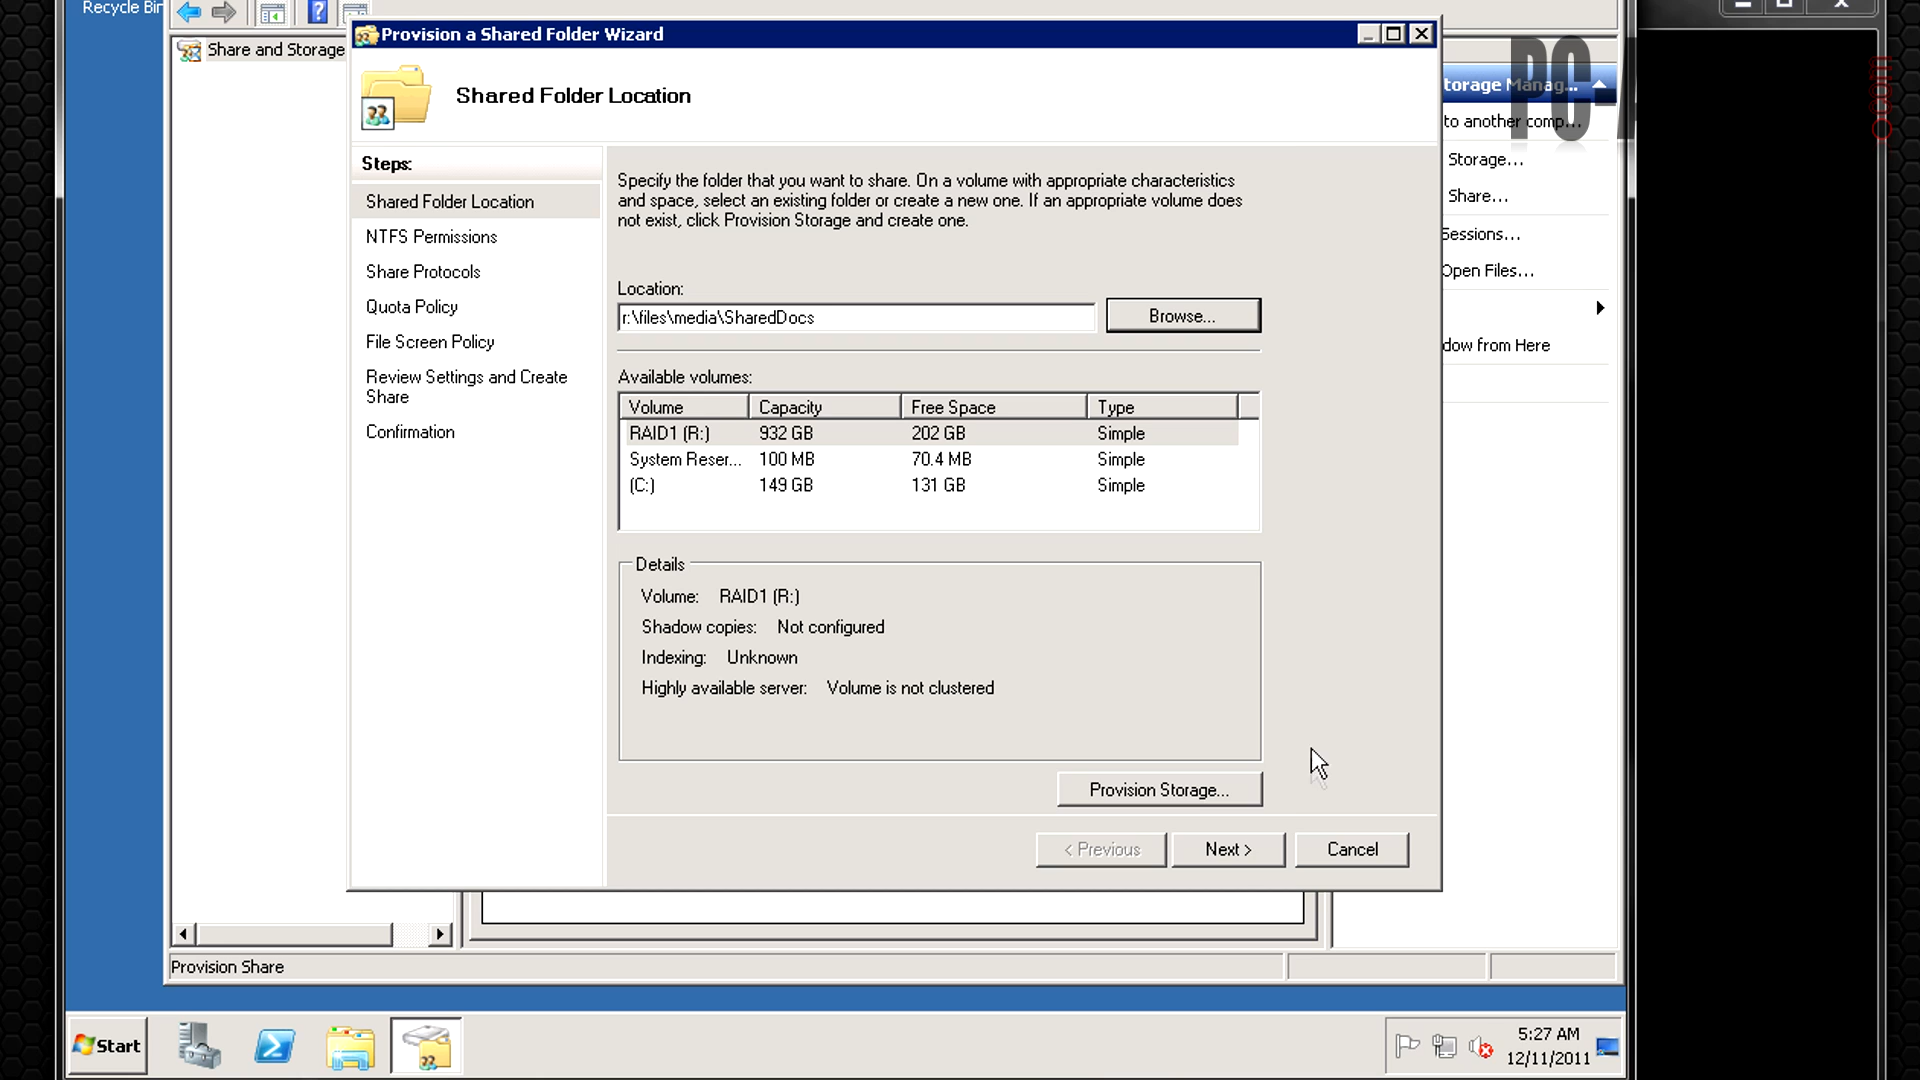 Recycle Bin
Share and Storage
Provision a Shared Folder Wizard
Shared Folder Location
Steps:
Shared Folder Location
NTFS Permissions
Share Protocols
Quota Policy
File Screen Policy
Review Settings and Create
Share
Confirmation
Specify the folder that you want to share. On a volume with appropriate characteristics
and space, select an existing folder or create a new one. If an appropriate volume does
not exist, click Provision Storage and create one.
Location:
r:\files\media\SharedDocs
Browse...
Available volumes:
Volume Capacity Free Space Type
RAID1 (R:) 932 GB 202 GB Simple
System Reser... 100 MB 70.4 MB Simple
(C:) 149 GB 131 GB Simple
Details
Volume: RAID1 (R:)
Shadow copies: Not configured
Indexing: Unknown
Highly available server: Volume is not clustered
Provision Storage...
< Previous
Next >
Cancel
torage Manag...
to another comp...
Storage...
Share...
Sessions...
Open Files...
dow from Here
PC-
.com
Provision Share
Start
5:27 AM
12/11/2011